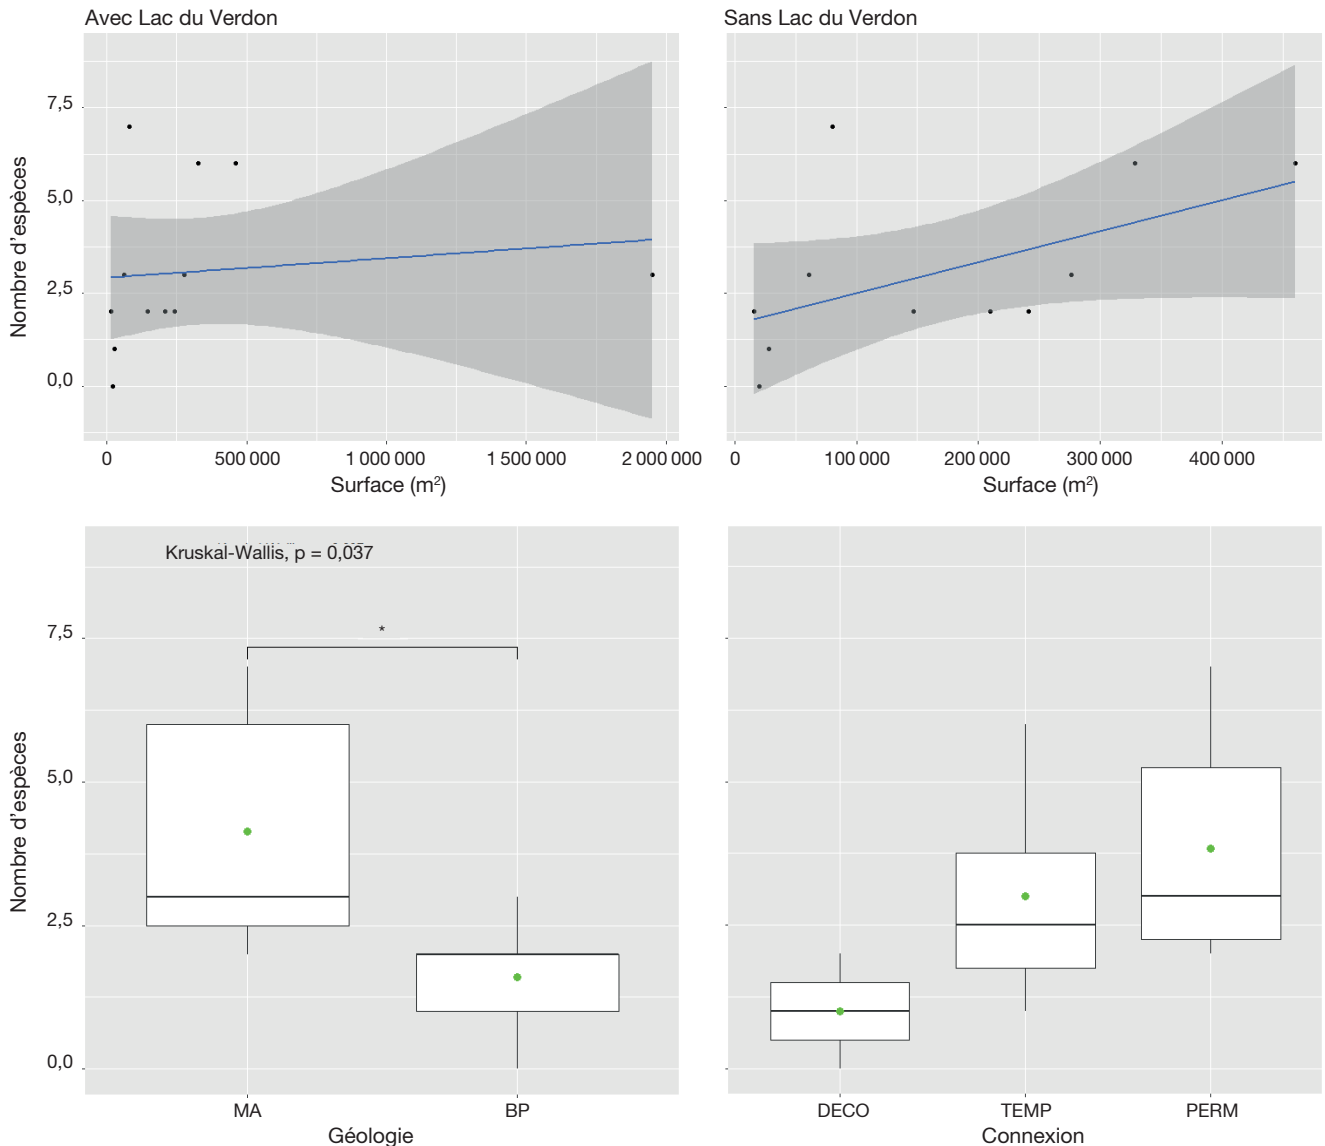 Avec Lac du Verdon
Sans Lac du Verdon
Nombre d'espèces
7,5
5,0
2,5
0,0
0
500 000
1 000 000
1 500 000
2 000 000
Surface (m²)
0
100 000
200 000
300 000
400 000
Surface (m²)
Kruskal-Wallis, p = 0,037
*
Nombre d'espèces
7,5
5,0
2,5
0,0
MA
BP
Géologie
DECO
TEMP
PERM
Connexion